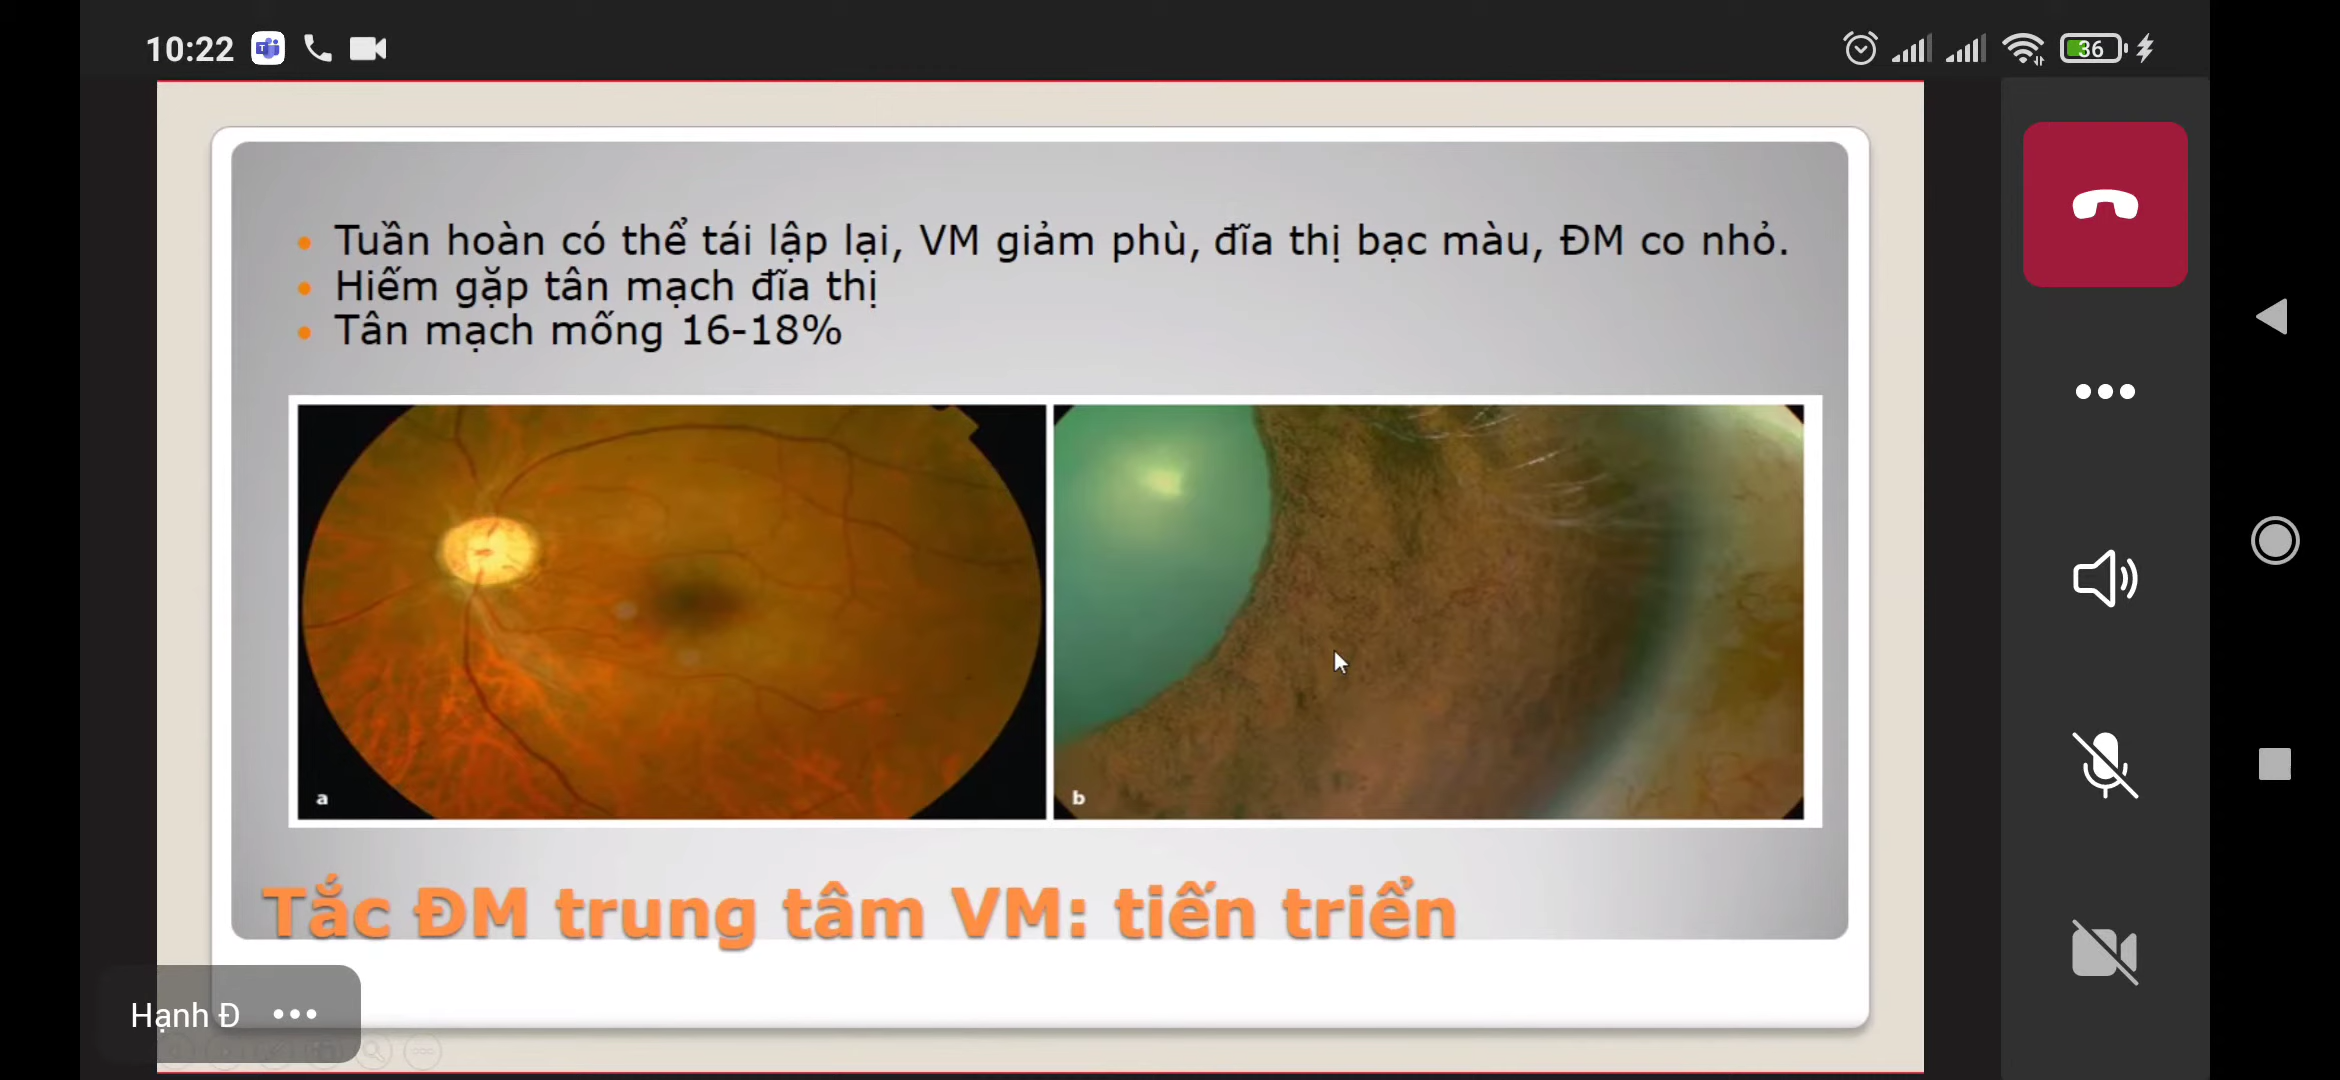 10:22
36
Tuần hoàn có thể tái lập lại, VM giảm phù, đĩa thị bạc màu, ĐM co nhỏ.
Hiếm gặp tân mạch đĩa thị
Tân mạch mống 16-18%
a
b
Tắc ĐM trung tâm VM: tiến triển
Hạnh Đ